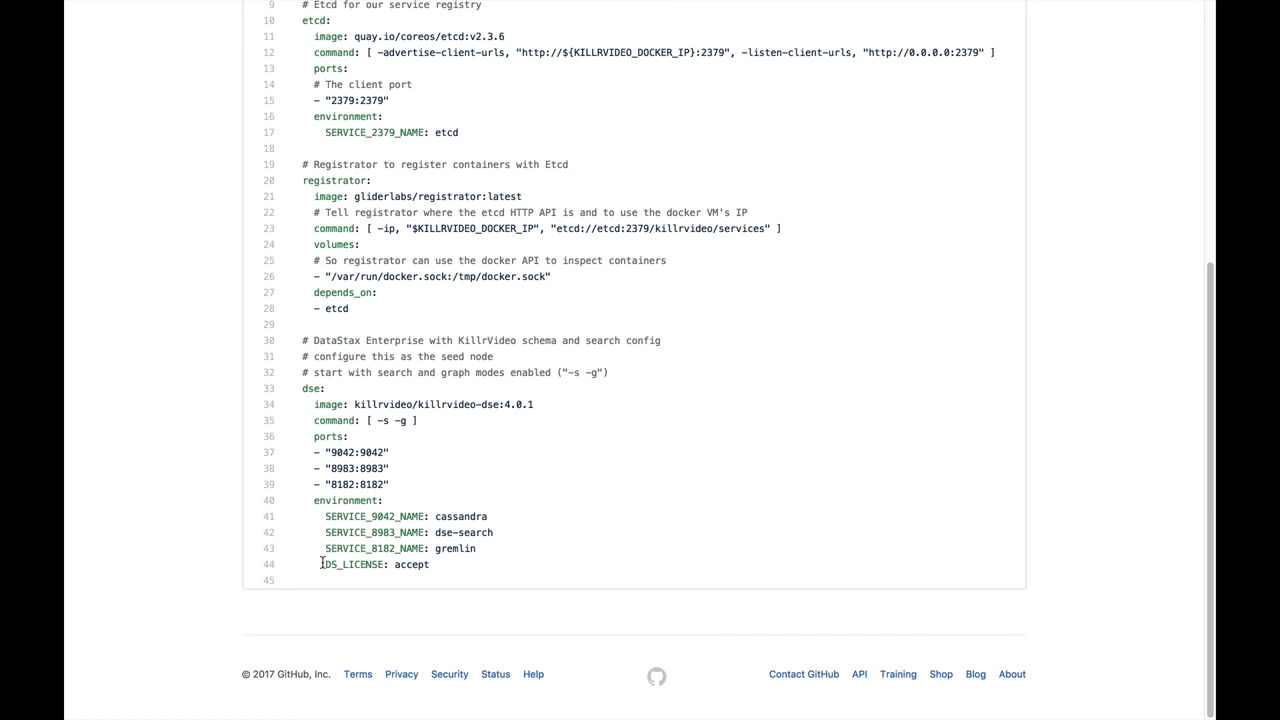 9 # Etcd for our service registry
10 etcd:
11 image: quay.io/coreos/etcd:v2.3.6
12 command: [ -advertise-client-urls, "http://${KILLRVIDEO_DOCKER_IP}:2379", -listen-client-urls, "http://0.0.0.0:2379" ]
13 ports:
14 # The client port
15 - "2379:2379"
16 environment:
17 SERVICE_2379_NAME: etcd
18
19 # Registrator to register containers with Etcd
20 registrator:
21 image: gliderlabs/registrator:latest
22 # Tell registrator where the etcd HTTP API is and to use the docker VM's IP
23 command: [ -ip, "$KILLRVIDEO_DOCKER_IP", "etcd://etcd:2379/killrvideo/services" ]
24 volumes:
25 # So registrator can use the docker API to inspect containers
26 - "/var/run/docker.sock:/tmp/docker.sock"
27 depends_on:
28 - etcd
29
30 # DataStax Enterprise with KillrVideo schema and search config
31 # configure this as the seed node
32 # start with search and graph modes enabled ("-s -g")
33 dse:
34 image: killrvideo/killrvideo-dse:4.0.1
35 command: [ -s -g ]
36 ports:
37 - "9042:9042"
38 - "8983:8983"
39 - "8182:8182"
40 environment:
41 SERVICE_9042_NAME: cassandra
42 SERVICE_8983_NAME: dse-search
43 SERVICE_8182_NAME: gremlin
44 DS_LICENSE: accept
45
© 2017 GitHub, Inc. Terms Privacy Security Status Help Contact GitHub API Training Shop Blog About